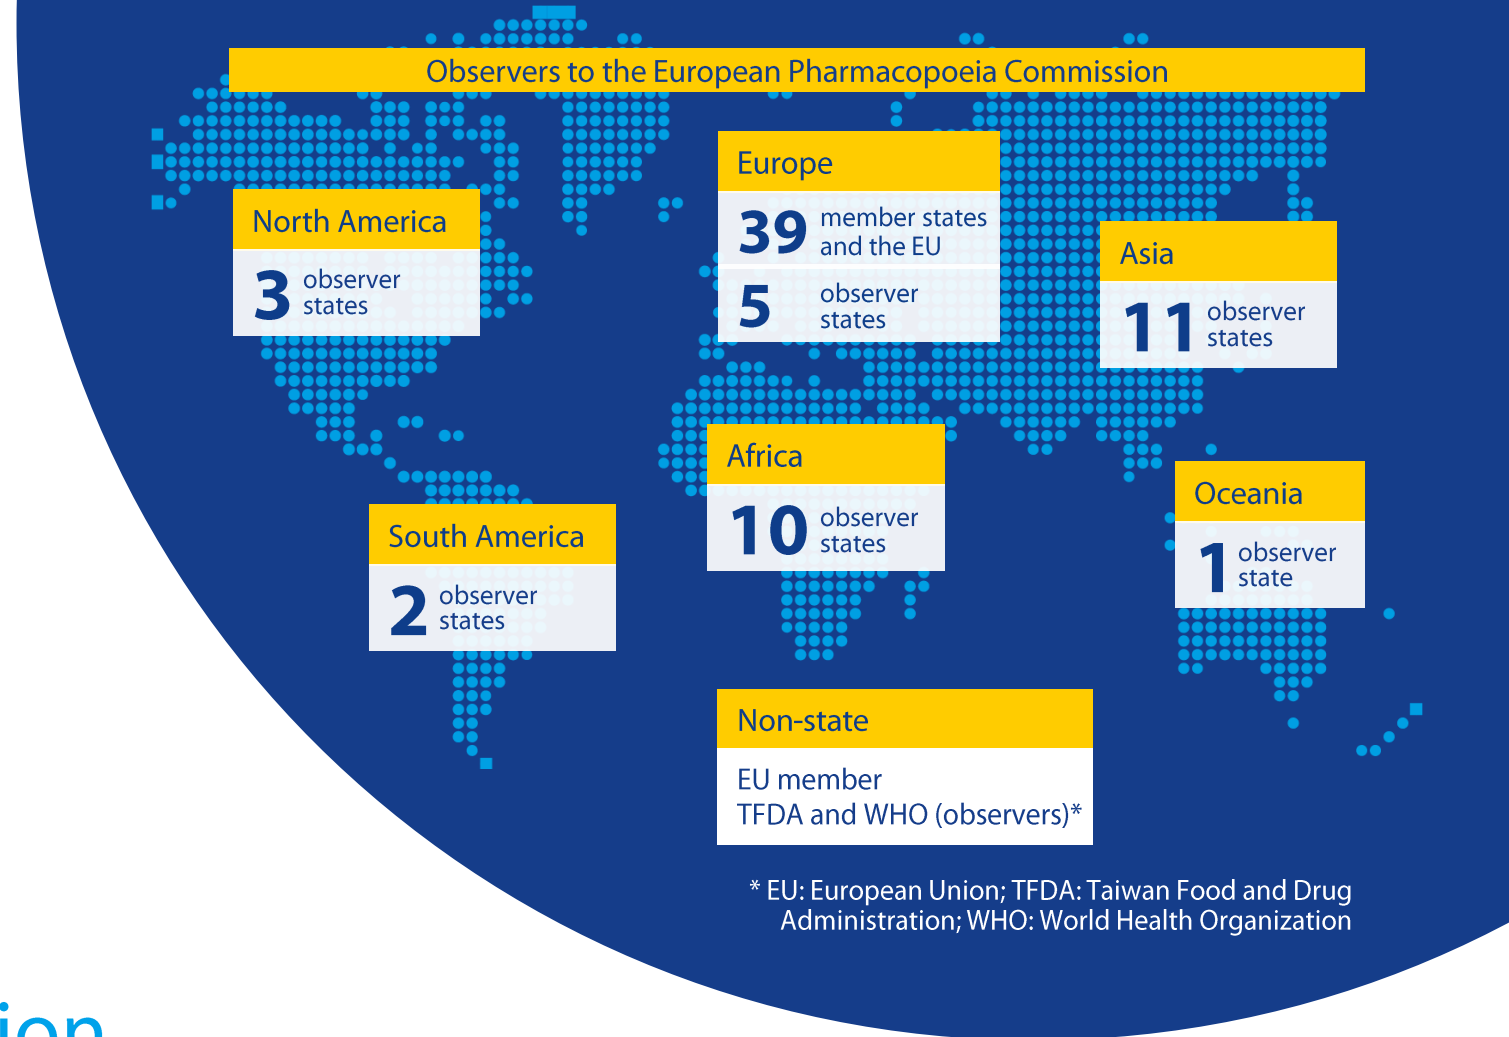 Observers to the European Pharmacopoeia Commission
Europe
39 member states
and the EU
5 observer
states
North America
3 observer
states
Asia
11 observer
states
Africa
10 observer
states
Oceania
1 observer
state
South America
2 observer
states
Non-state
EU member
TFDA and WHO (observers)*
* EU: European Union; TFDA: Taiwan Food and Drug
Administration; WHO: World Health Organization
ion